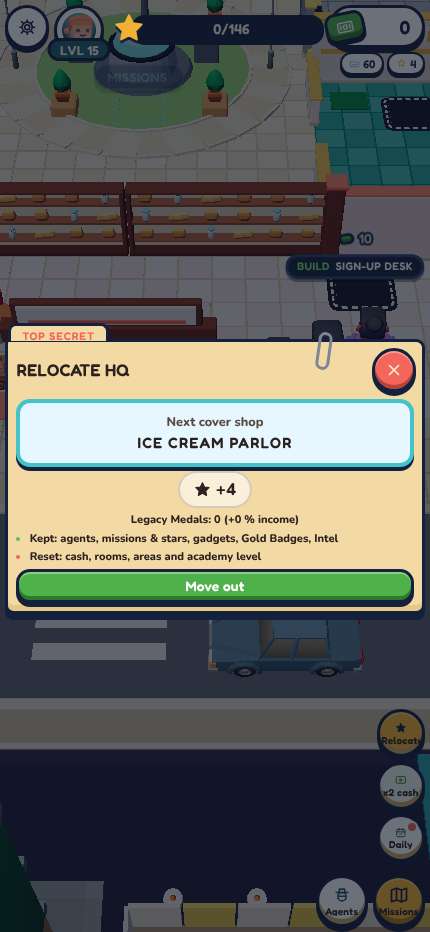 0/146
0
LVL 15
60
4
MISSIONS
10
BUILD SIGN-UP DESK
TOP SECRET
RELOCATE HQ
Next cover shop
ICE CREAM PARLOR
+4
Legacy Medals: 0 (+0 % income)
Kept: agents, missions & stars, gadgets, Gold Badges, Intel
Reset: cash, rooms, areas and academy level
Move out
Relocate
x2 cash
Daily
Agents
Missions